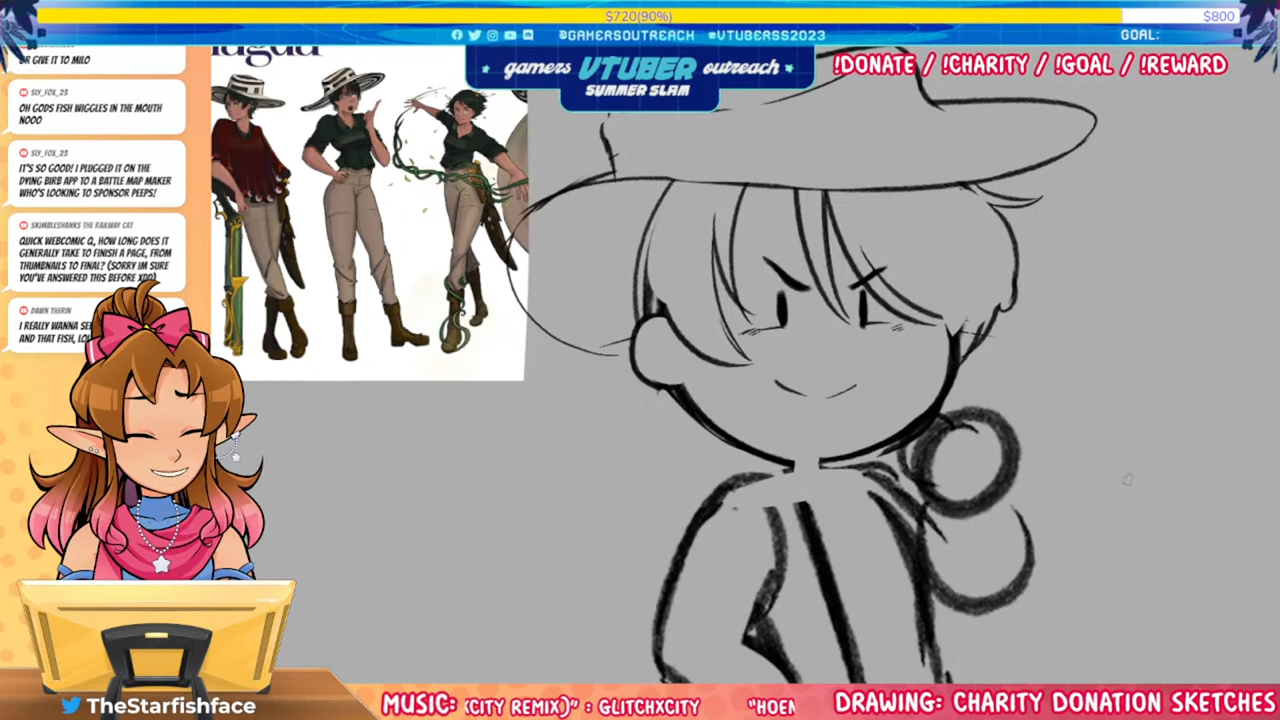 $720(90%)
$800
@GAMERSOUTREACH
#VTUBERSS2023
GOAL:
gamers VTUBER outreach
SUMMER SLAM
!DONATE / !CHARITY / !GOAL / !REWARD
OR GIVE IT TO MILO
SLY_FOX_23
OH GODS FISH WIGGLES IN THE MOUTH
NOOO
SLY_FOX_23
IT'S SO GOOD! I PLUGGED IT ON THE
DYING BIRB APP TO A BATTLE MAP MAKER
WHO'S LOOKING TO SPONSOR PEEPS!
SKIMBLESHANKS THE RAILWAY CAT
QUICK WEBCOMIC Q, HOW LONG DOES IT
GENERALLY TAKE TO FINISH A PAGE, FROM
THUMBNAILS TO FINAL? (SORRY IM SURE
YOU'VE ANSWERED THIS BEFORE XDD)
DAWN THERIN
I REALLY WANNA SEE
AND THAT FISH,
TheStarfishface
MUSIC: (CITY REMIX)" : GLITCHXCITY "HOEN
DRAWING: CHARITY DONATION SKETCHES